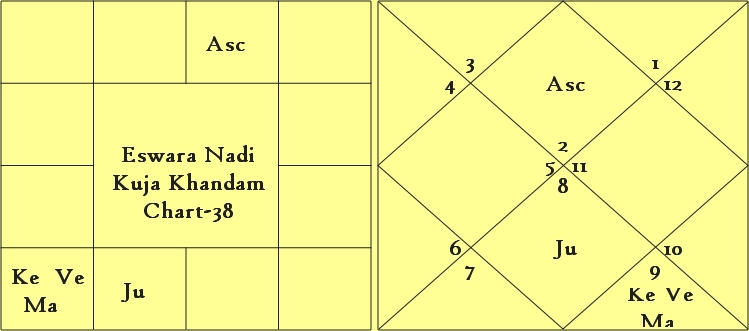 Asc
Eswara Nadi
Kuja Khandam
Chart-38
Ke Ve
Ma
Ju
3
1
4
Asc
12
2
5
11
8
6
Ju
10
7
9
Ke Ve
Ma